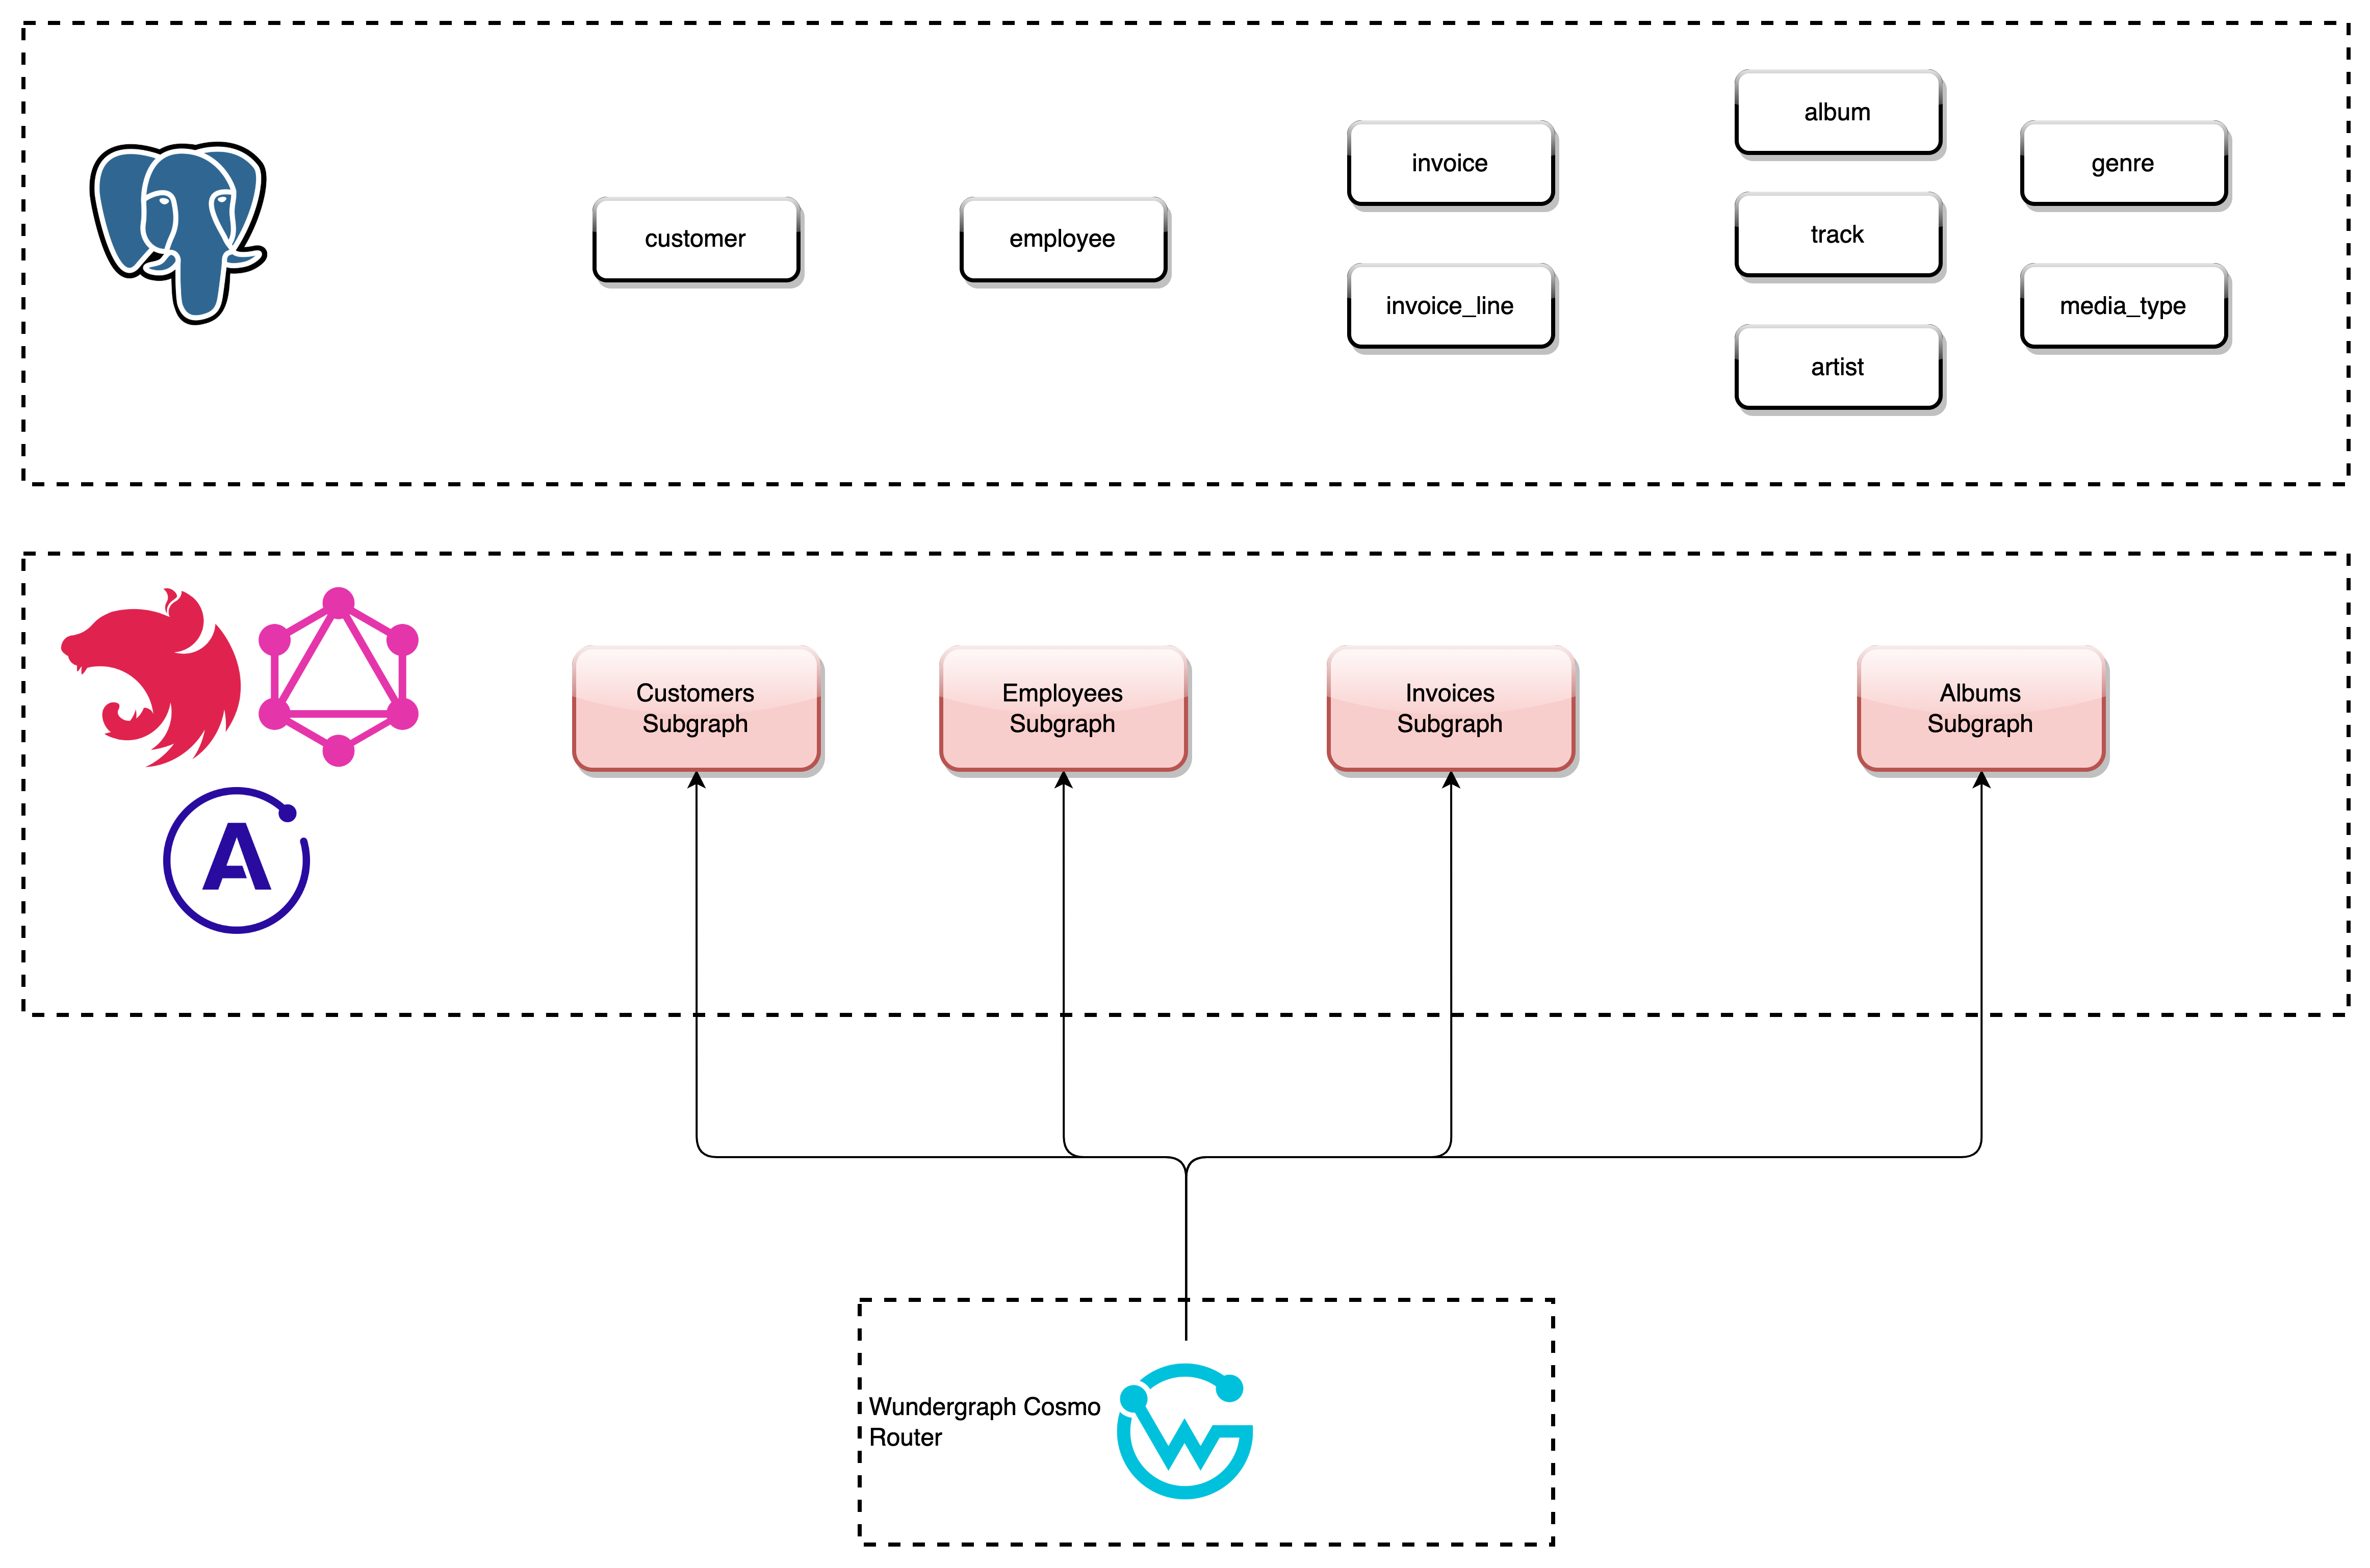 album
invoice
genre
customer
employee
track
invoice_line
media_type
artist
Customers
Subgraph
Employees
Subgraph
Invoices
Subgraph
Albums
Subgraph
A
Wundergraph Cosmo
Router